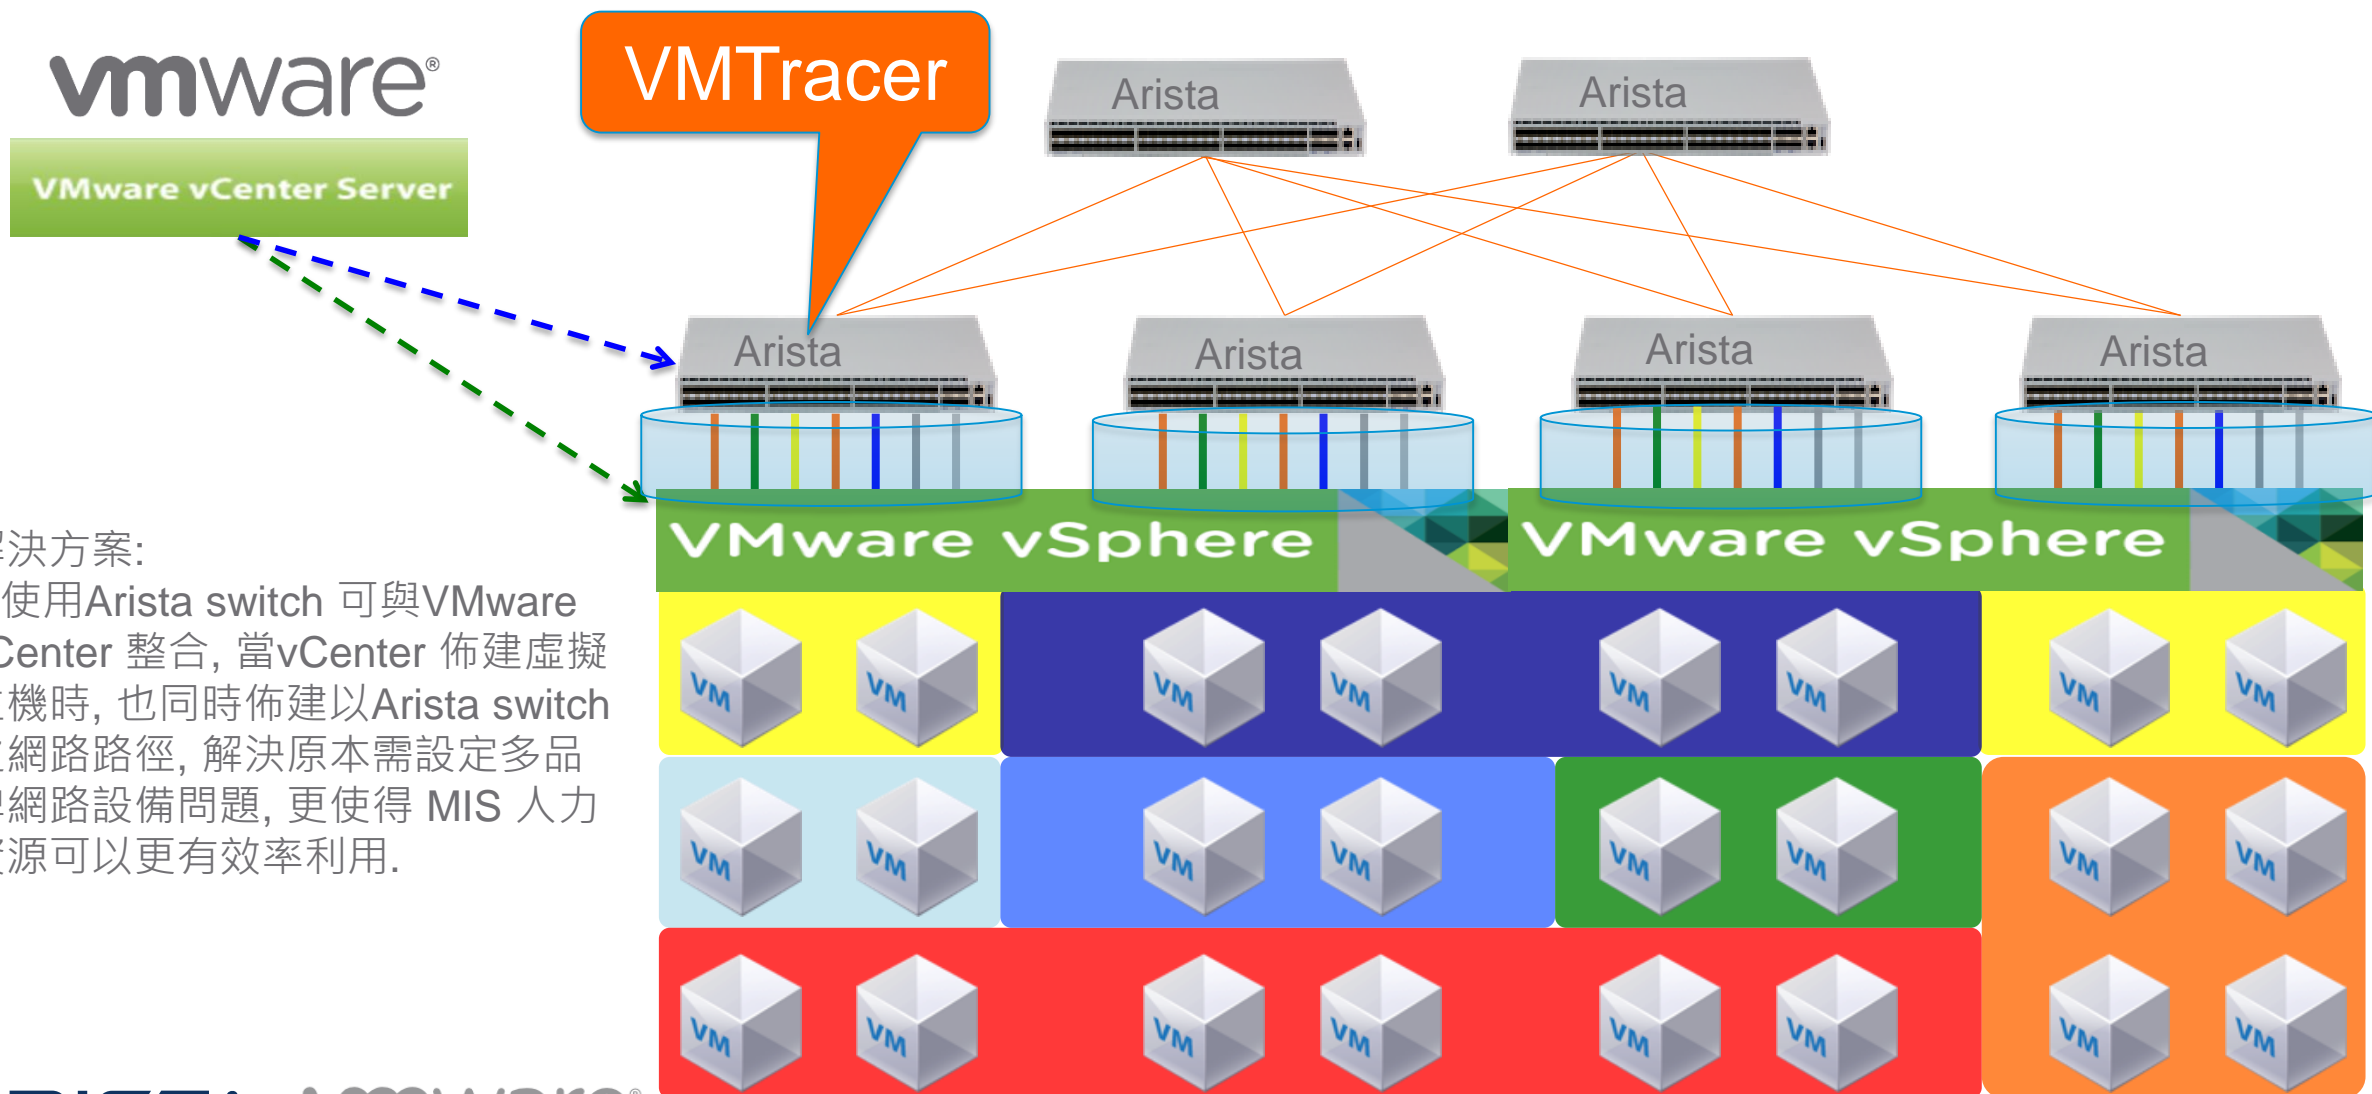 vmware®
VMware vCenter Server
VMTracer
Arista
Arista
Arista
Arista
Arista
Arista
VMware vSphere
VMware vSphere
解決方案:
使用Arista switch 可與VMware
Center 整合, 當vCenter 佈建虛擬
機時, 也同時佈建以Arista switch
網路路徑, 解決原本需設定多品
網路設備問題, 更使得 MIS 人力
資源可以更有效率利用.
VM VM VM VM VM VM VM VM
VM VM VM VM VM VM VM VM
VM VM VM VM VM VM VM VM
vmware®